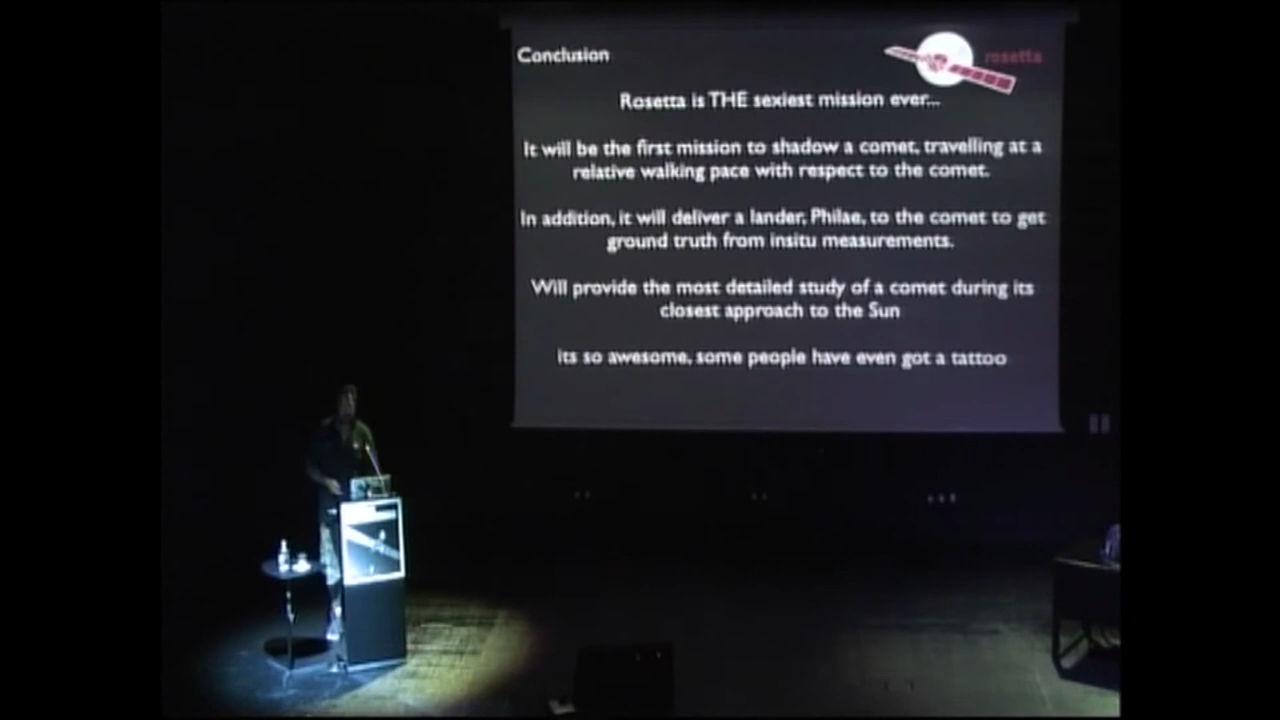 Conclusion
rosetta
Rosetta is THE sexiest mission ever...
It will be the first mission to shadow a comet, travelling at a
relative walking pace with respect to the comet.
In addition, it will deliver a lander, Philae, to the comet to get
ground truth from insitu measurements.
Will provide the most detailed study of a comet during its
closest approach to the Sun
its so awesome, some people have even got a tattoo